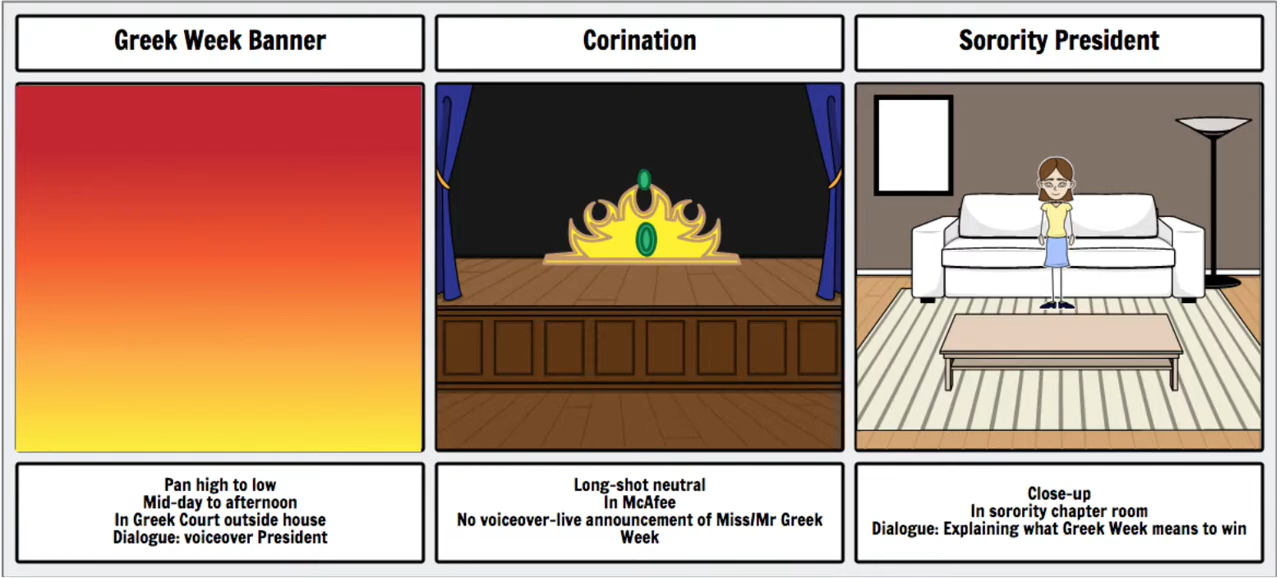 Greek Week Banner
Corination
Sorority President
Pan high to low
Mid-day to afternoon
In Greek Court outside house
Dialogue: voiceover President
Long-shot neutral
In McAfee
No voiceover-live announcement of Miss/Mr Greek
Week
Close-up
In sorority chapter room
Dialogue: Explaining what Greek Week means to win